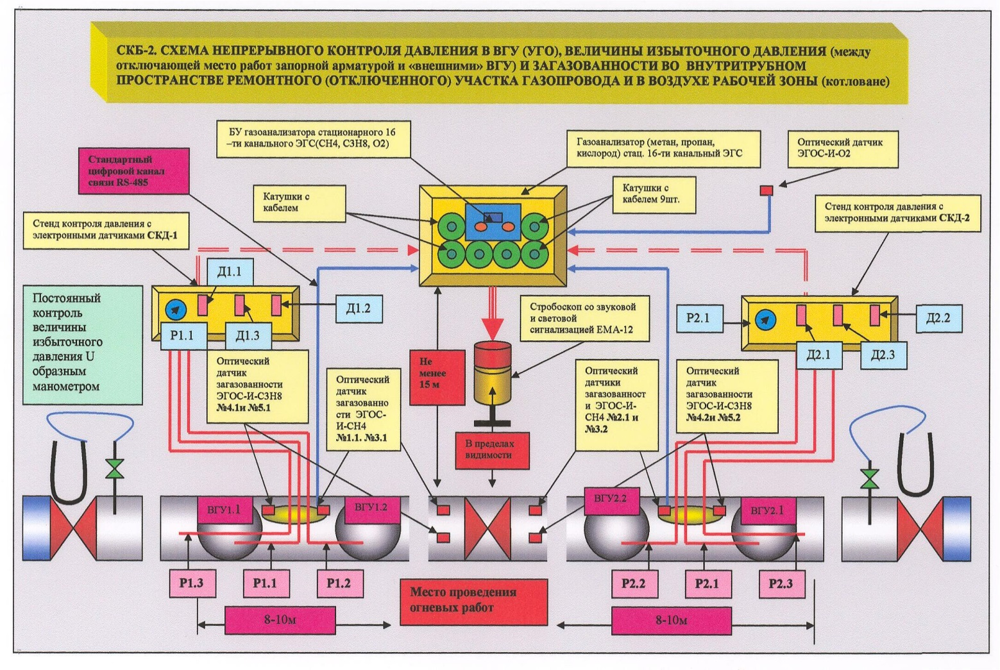 СКБ-2. СХЕМА НЕПРЕРЫВНОГО КОНТРОЛЯ ДАВЛЕНИЯ В ВГУ (УГО), ВЕЛИЧИНЫ ИЗБЫТОЧНОГО ДАВЛЕНИЯ (между
отключающей место работ запорной арматурой и «внешними» ВГУ) И ЗАГАЗОВАННОСТИ ВО ВНУТРИТРУБНОМ
ПРОСТРАНСТВЕ РЕМОНТНОГО (ОТКЛЮЧЕННОГО) УЧАСТКА ГАЗОПРОВОДА И В ВОЗДУХЕ РАБОЧЕЙ ЗОНЫ (котловане)
БУ газоанализатора стационарного 16
–ти канального ЭГС(СН4, С3Н8, О2)
Газоанализатор (метан, пропан,
кислород) стац. 16-ти канальный ЭГС
Оптический датчик
ЭГОС-И-О2
Стандартный
цифровой канал
связи RS-485
Катушки с
кабелем
Катушки с
кабелем 9шт.
Стенд контроля давления с
электронными датчиками СКД-1
Стенд контроля давления с
электронными датчиками СКД-2
Д1.1
Д1.2
Р1.1
Д1.3
Р2.1
Д2.2
Д2.1
Д2.3
Постоянный
контроль
величины
избыточного
давления U
образным
манометром
Стробоскоп со звуковой
и световой
сигнализацией ЕМА-12
Оптический
датчик
загазованности
ЭГОС-И-С3Н8
№4.1и №5.1
Оптический
датчик
загазованно
сти ЭГОС-
И-СН4
№1.1. №3.1
Не
менее
15 м
Оптический
датчики
загазованност
и ЭГОС-И-
СН4 №2.1 и
№3.2
Оптический
датчик
загазованности
ЭГОС-И-С3Н8
№4.2и №5.2
В пределах
видимости
ВГУ1.1
ВГУ1.2
ВГУ2.2
ВГУ2.1
Р1.3
Р1.1
Р1.2
Место проведения
огневых работ
Р2.2
Р2.1
Р2.3
8-10м
8-10м